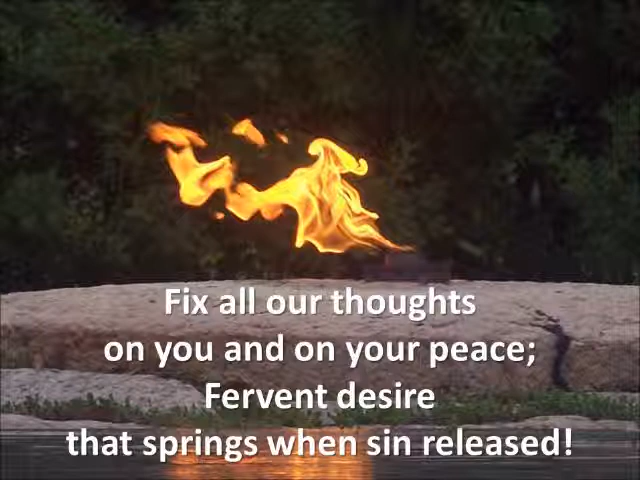 Fix all our thoughts
on you and on your peace;
Fervent desire
that springs when sin released!